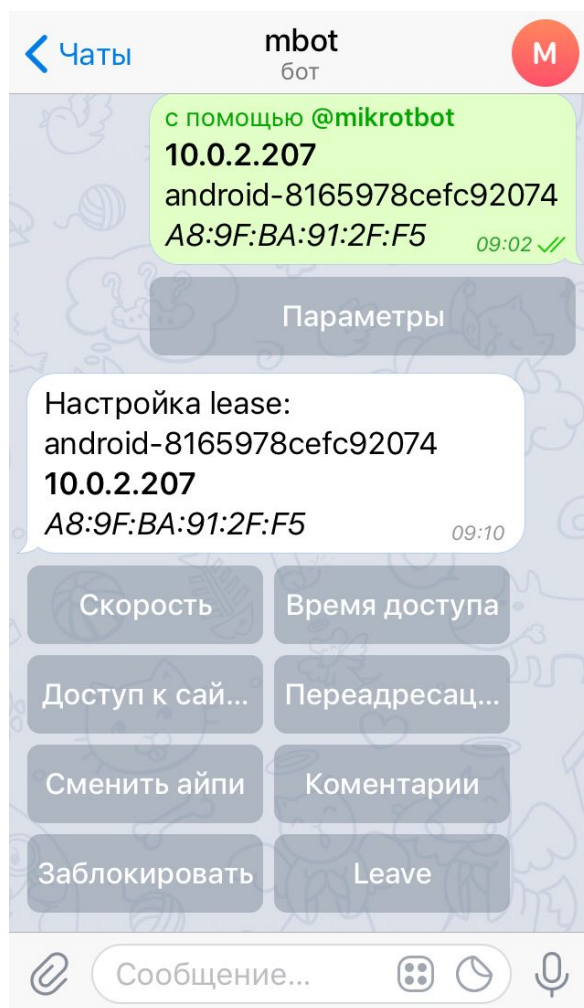 Чаты
mbot
бот
M
с помощью @mikrotbot
10.0.2.207
android-8165978cefc92074
A8:9F:BA:91:2F:F5
09:02
Параметры
Настройка lease:
android-8165978cefc92074
10.0.2.207
A8:9F:BA:91:2F:F5
09:10
Скорость
Время доступа
Доступ к сай...
Переадресац...
Сменить айпи
Коментарии
Заблокировать
Leave
Сообщение...